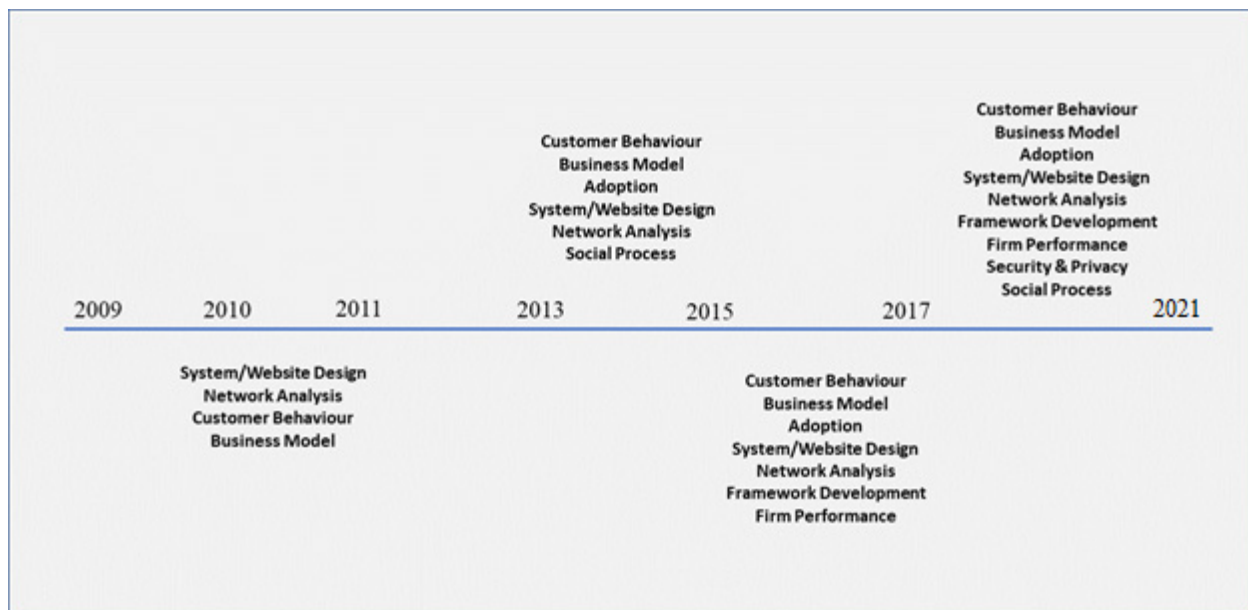 Customer Behaviour
Business Model
Adoption
System/Website Design
Network Analysis
Social Process
Customer Behaviour
Business Model
Adoption
System/Website Design
Network Analysis
Framework Development
Firm Performance
Security & Privacy
Social Process
2009 2010 2011 2013 2015 2017 2021
System/Website Design
Network Analysis
Customer Behaviour
Business Model
Customer Behaviour
Business Model
Adoption
System/Website Design
Network Analysis
Framework Development
Firm Performance